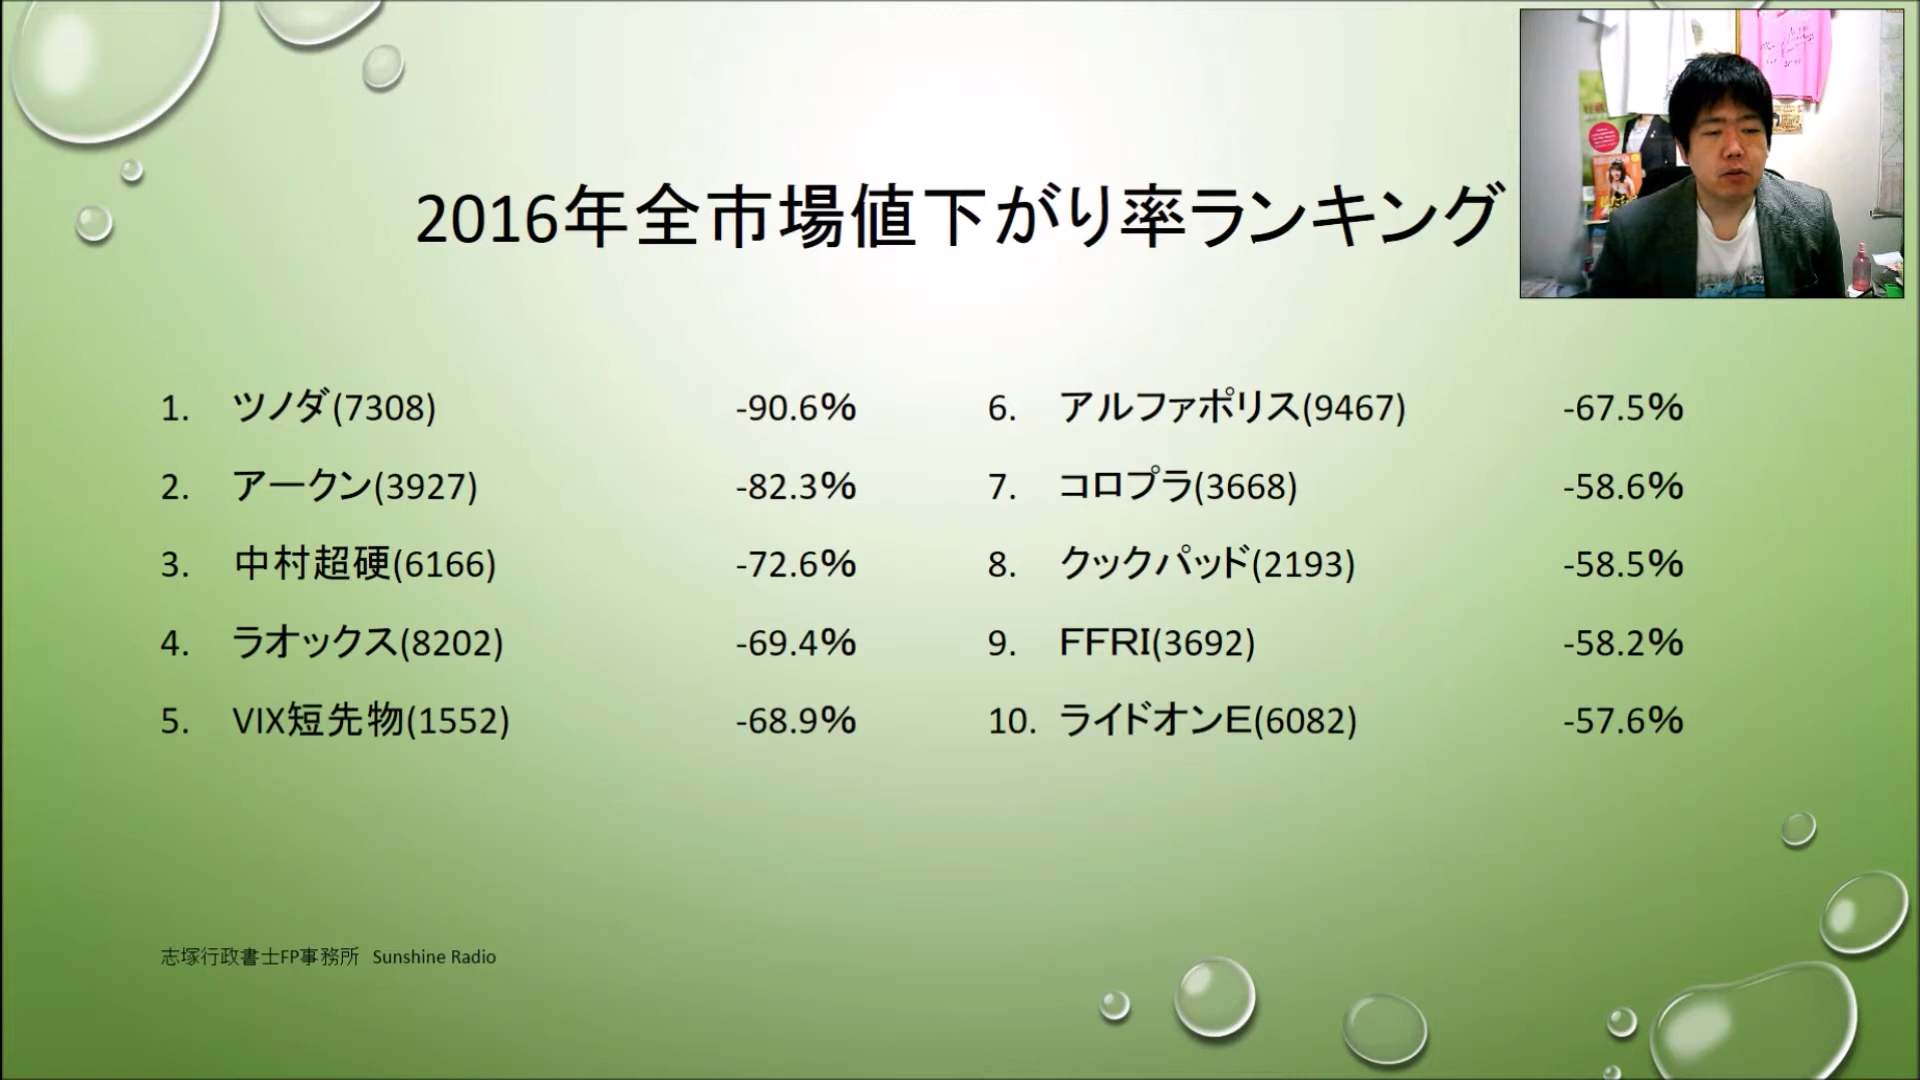 2016年全市場値下がり率ランキング
1. ツノダ(7308) -90.6%
2. アークン(3927) -82.3%
3. 中村超硬(6166) -72.6%
4. ラオックス(8202) -69.4%
5. VIX短先物(1552) -68.9%
6. アルファポリス(9467) -67.5%
7. コロプラ(3668) -58.6%
8. クックパッド(2193) -58.5%
9. FFRI(3692) -58.2%
10. ライドオンE(6082) -57.6%
志塚行政書士FP事務所 Sunshine Radio